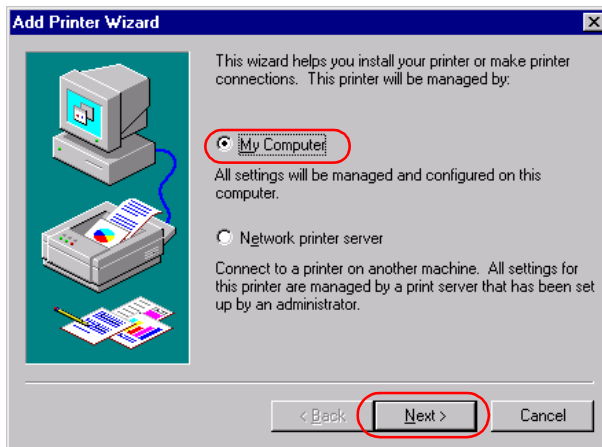 Add Printer Wizard
This wizard helps you install your printer or make printer
connections.  This printer will be managed by:
My Computer
All settings will be managed and configured on this
computer.
Network printer server
Connect to a printer on another machine.  All settings for
this printer are managed by a print server that has been set
up by an administrator.
< Back
Next >
Cancel